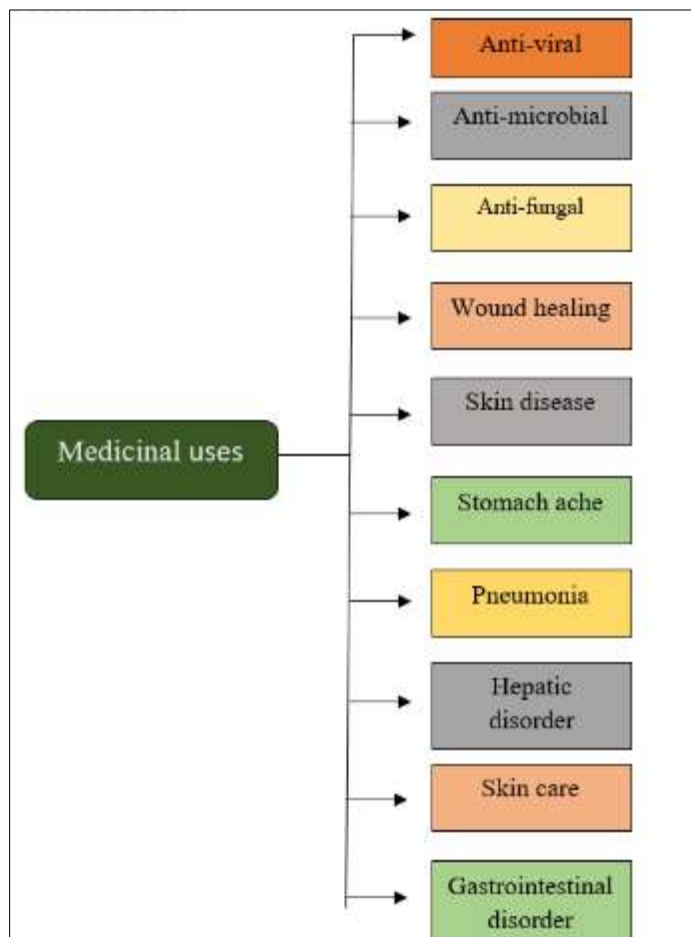 Anti-viral
Anti-microbial
Anti-fungal
Wound healing
Skin disease
Medicinal uses
Stomach ache
Pneumonia
Hepatic
disorder
Skin care
Gastrointestinal
disorder